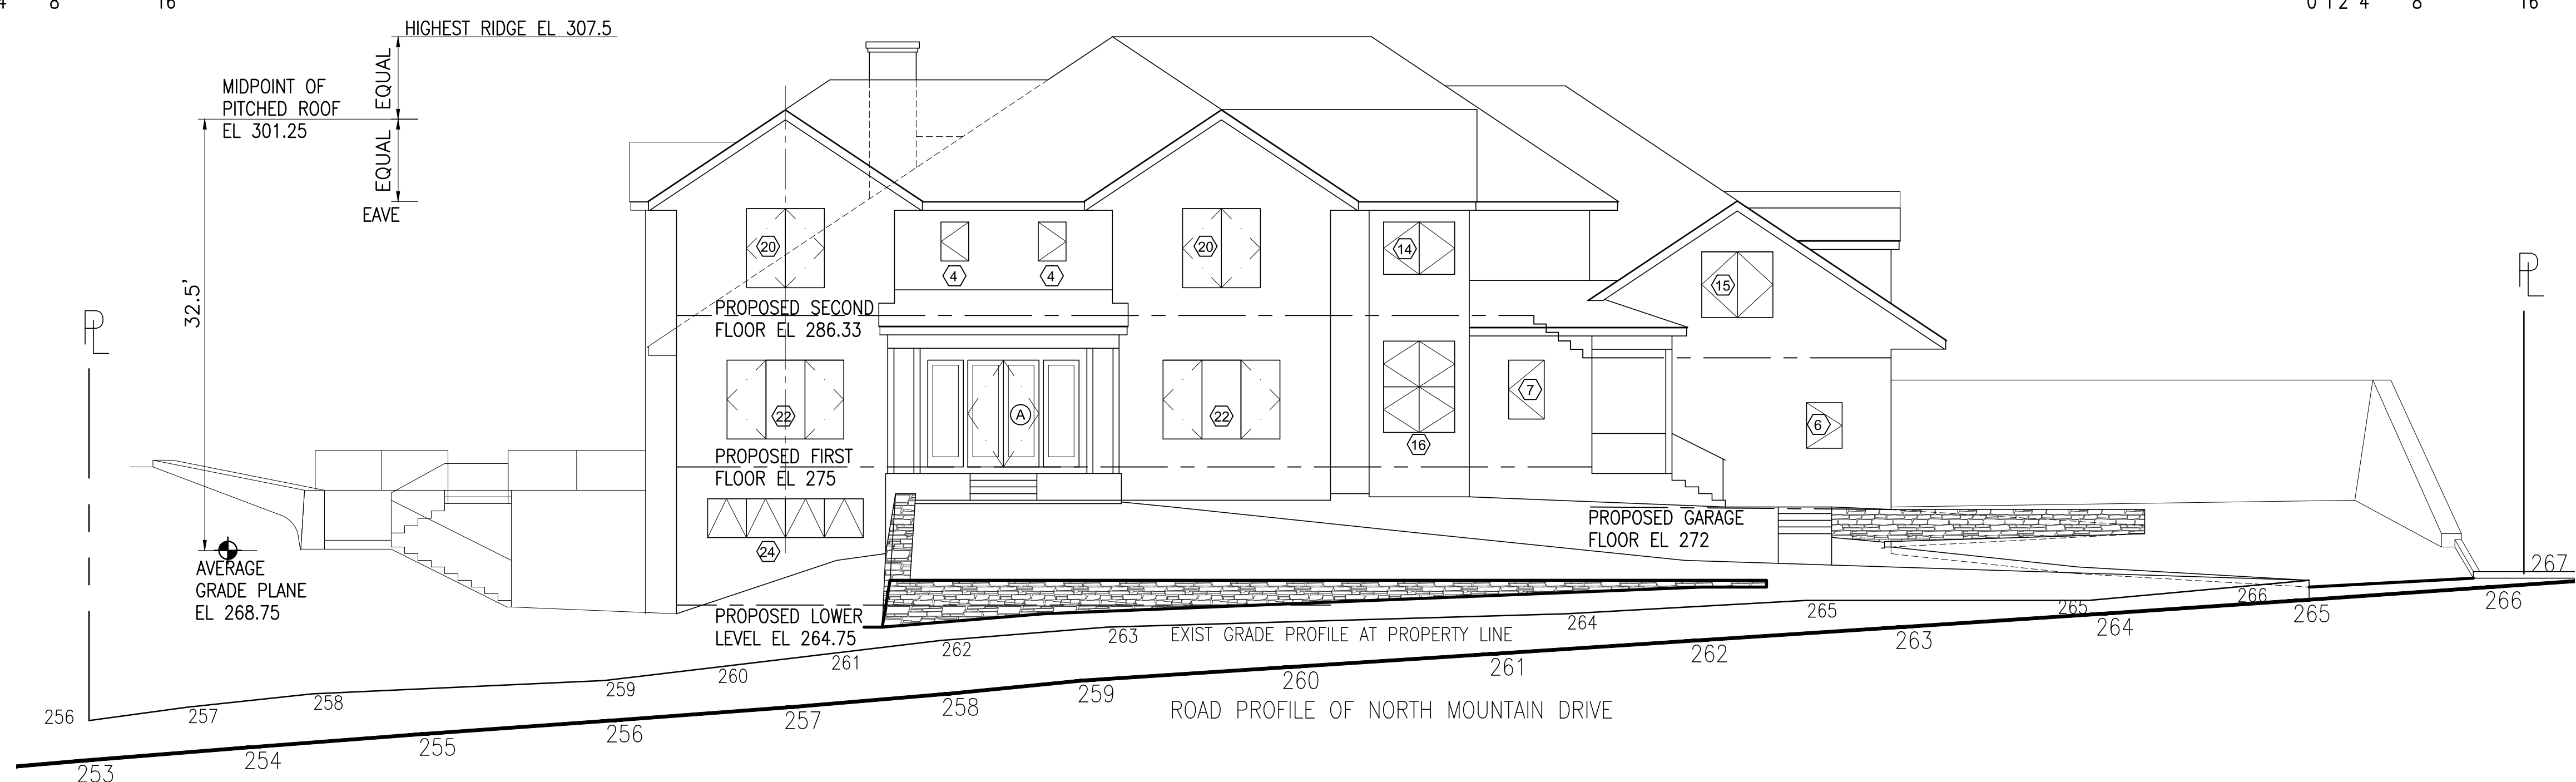 4 8 16
0 1 2 4 8 16
HIGHEST RIDGE EL 307.5
EQUAL
MIDPOINT OF
PITCHED ROOF
EL 301.25
EQUAL
EAVE
32.5'
PL
PL
20
4
4
20
14
15
PROPOSED SECOND
FLOOR EL 286.33
22
A
22
16
7
6
PROPOSED FIRST
FLOOR EL 275
24
PROPOSED GARAGE
FLOOR EL 272
AVERAGE
GRADE PLANE
EL 268.75
PROPOSED LOWER
LEVEL EL 264.75
EXIST GRADE PROFILE AT PROPERTY LINE
256
257
258
259
260
261
262
263
264
265
265
266
267
ROAD PROFILE OF NORTH MOUNTAIN DRIVE
253
254
255
256
257
258
259
260
261
262
263
264
265
266